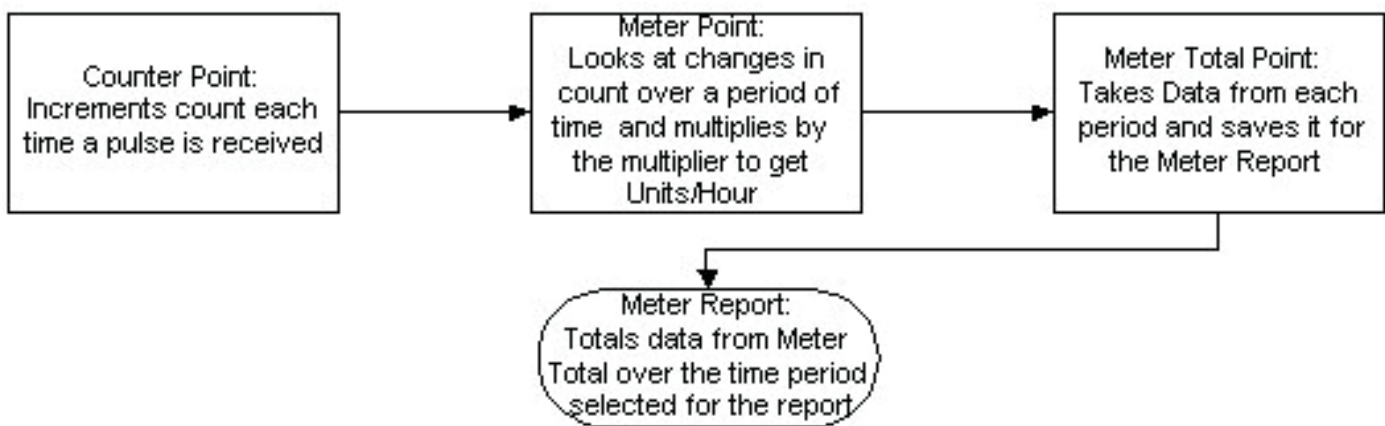 Counter Point:
Increments count each
time a pulse is received
Meter Point:
Looks at changes in
count over a period of
time and multiplies by
the multiplier to get
Units/Hour
Meter Total Point:
Takes Data from each
period and saves it for
the Meter Report
Meter Report:
Totals data from Meter
Total over the time period
selected for the report